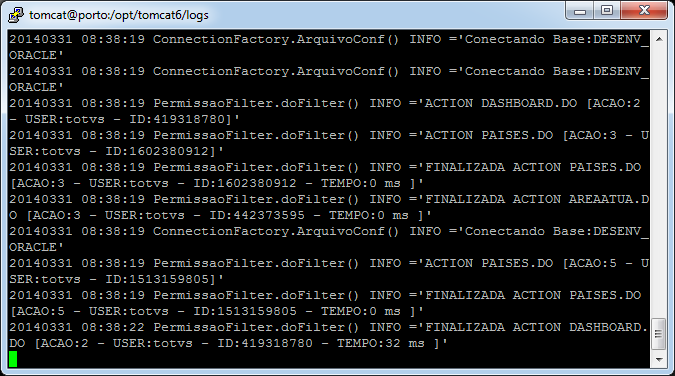 tomcat@porto:/opt/tomcat6/logs
20140331 08:38:19 ConnectionFactory.ArquivoConf() INFO ='Conectando Base:DESENV_
ORACLE'
20140331 08:38:19 ConnectionFactory.ArquivoConf() INFO ='Conectando Base:DESENV_
ORACLE'
20140331 08:38:19 PermissaoFilter.doFilter() INFO ='ACTION DASHBOARD.DO [ACAO:2
- USER:totvs - ID:419318780]'
20140331 08:38:19 PermissaoFilter.doFilter() INFO ='ACTION PAISES.DO [ACAO:3 - U
SER:totvs - ID:1602380912]'
20140331 08:38:19 PermissaoFilter.doFilter() INFO ='FINALIZADA ACTION PAISES.DO
[ACAO:3 - USER:totvs - ID:1602380912 - TEMPO:0 ms ]'
20140331 08:38:19 PermissaoFilter.doFilter() INFO ='FINALIZADA ACTION AREAATUA.D
O [ACAO:3 - USER:totvs - ID:442373595 - TEMPO:0 ms ]'
20140331 08:38:19 ConnectionFactory.ArquivoConf() INFO ='Conectando Base:DESENV_
ORACLE'
20140331 08:38:19 PermissaoFilter.doFilter() INFO ='ACTION PAISES.DO [ACAO:5 - U
SER:totvs - ID:1513159805]'
20140331 08:38:19 PermissaoFilter.doFilter() INFO ='FINALIZADA ACTION PAISES.DO
[ACAO:5 - USER:totvs - ID:1513159805 - TEMPO:0 ms ]'
20140331 08:38:22 PermissaoFilter.doFilter() INFO ='FINALIZADA ACTION DASHBOARD.
DO [ACAO:2 - USER:totvs - ID:419318780 - TEMPO:32 ms ]'